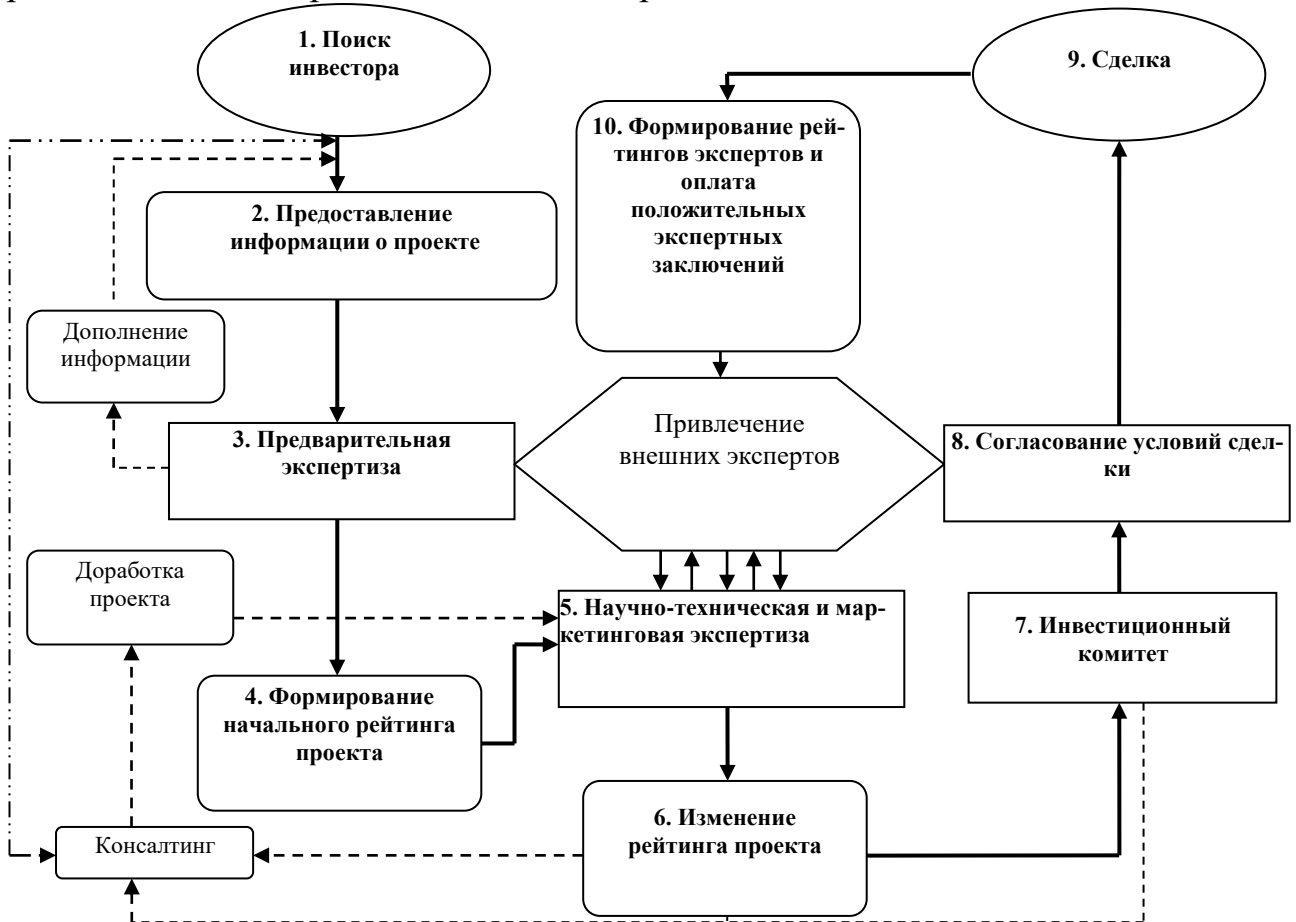 1. Поиск
инвестора
9. Сделка
10. Формирование рей-
тингов экспертов и
оплата
положительных
экспертных
заключений
2. Предоставление
информации о проекте
Дополнение
информации
3. Предварительная
экспертиза
Привлечение
внешних экспертов
8. Согласование условий сдел-
ки
Доработка
проекта
5. Научно-техническая и мар-
кетинговая экспертиза
7. Инвестиционный
комитет
4. Формирование
начального рейтинга
проекта
6. Изменение
рейтинга проекта
Консалтинг